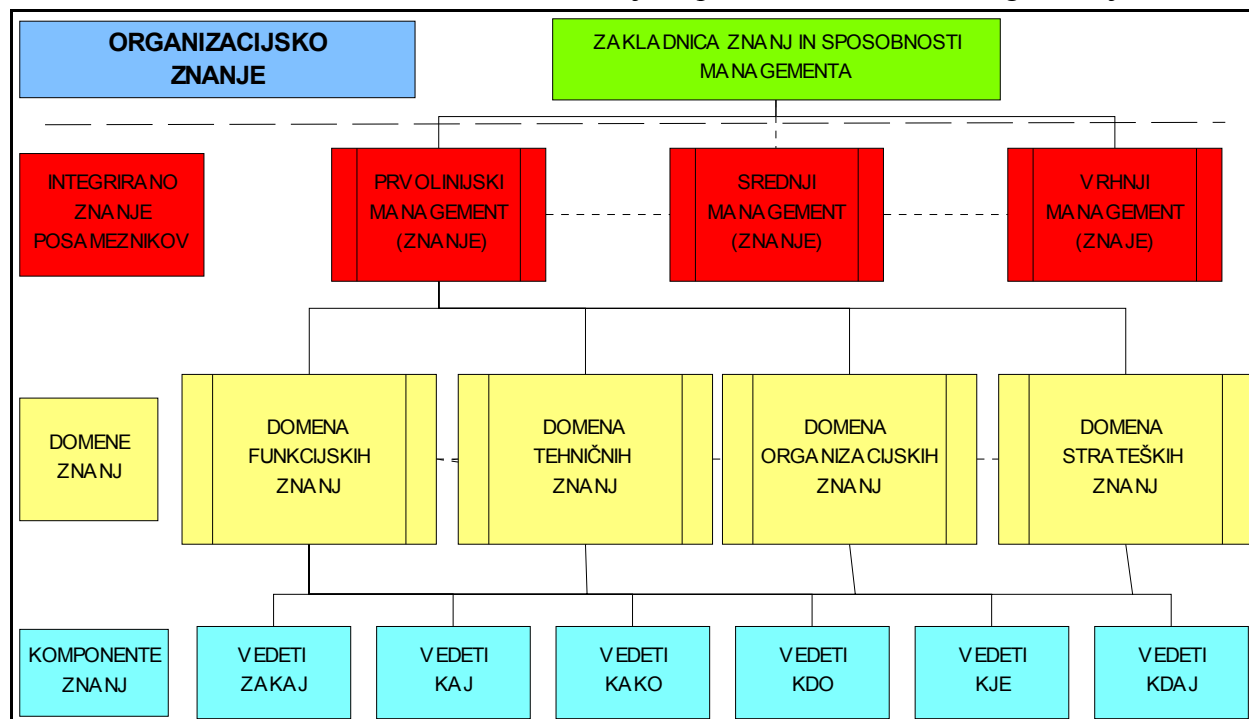 ORGANIZACIJSKO
ZNANJE
ZAKLADNICA ZNANJ IN SPOSOBNOSTI
MANAGEMENTA
INTEGRIRANO
ZNANJE
POSAMEZNIKOV
PRVOLINIJSKI
MANAGEMENT
(ZNANJE)
SREDNJI
MANAGEMENT
(ZNANJE)
VRHNJI
MANAGEMENT
(ZNAJE)
DOMENE
ZNANJ
DOMENA
FUNKCIJSKIH
ZNANJ
DOMENA
TEHNIČNIH
ZNANJ
DOMENA
ORGANIZACIJSKIH
ZNANJ
DOMENA
STRATEŠKIH
ZNANJ
KOMPONENTE
ZNANJ
VEDETI
ZAKAJ
VEDETI
KAJ
VEDETI
KAKO
VEDETI
KDO
VEDETI
KJE
VEDETI
KDAJ